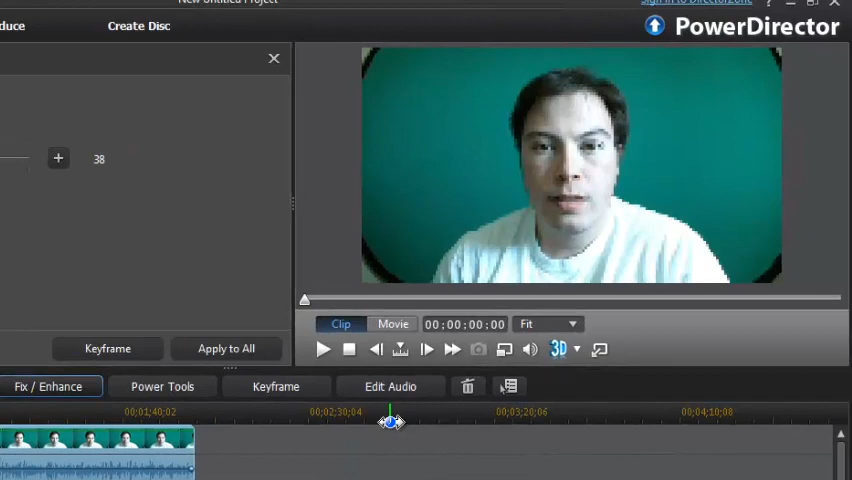 New Untitled Project
Sign in to DirectorZone
?
duce
Create Disc
PowerDirector
38
Clip
Movie
00;00;00;00
Fit
Keyframe
Apply to All
3D
Fix / Enhance
Power Tools
Keyframe
Edit Audio
00;01;40;02
00;02;30;04
00;03;20;06
00;04;10;08